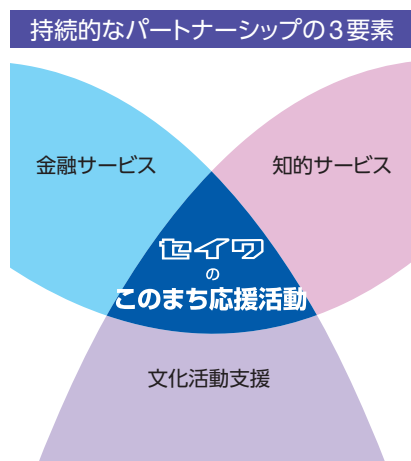 持続的なパートナーシップの3要素
金融サービス
知的サービス
セイワ
の
このまち応援活動
文化活動支援